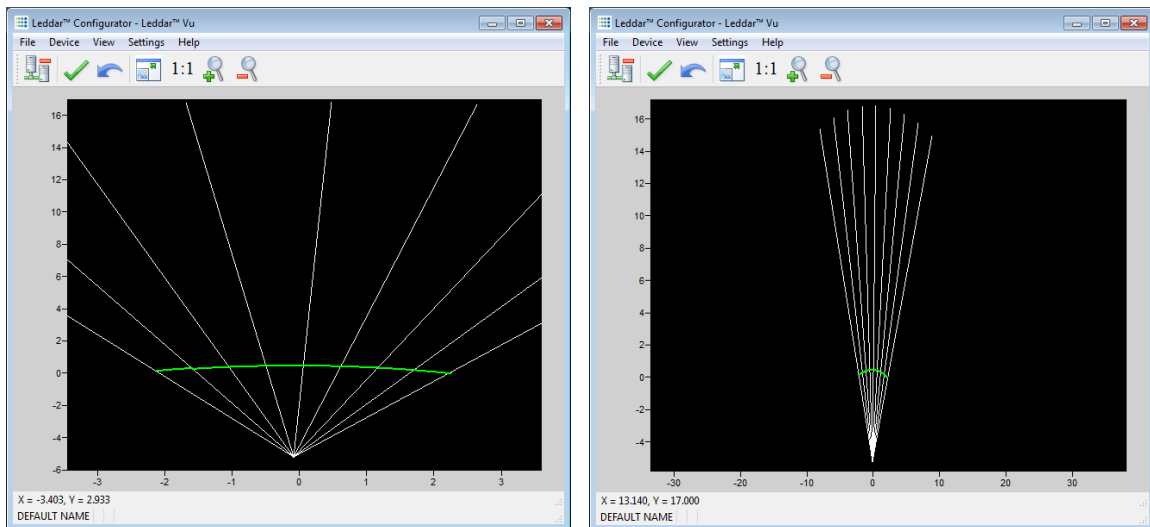 Leddar™ Configurator - Leddar™ Vu
File Device View Settings Help
1:1
16
14
12
10
8
6
4
2
0
-2
-4
-6
-3 -2 -1 0 1 2 3
X = -3.403, Y = 2.933
DEFAULT NAME
Leddar™ Configurator - Leddar™ Vu
File Device View Settings Help
1:1
16
14
12
10
8
6
4
2
0
-2
-4
-30 -20 -10 0 10 20 30
X = 13.140, Y = 17.000
DEFAULT NAME